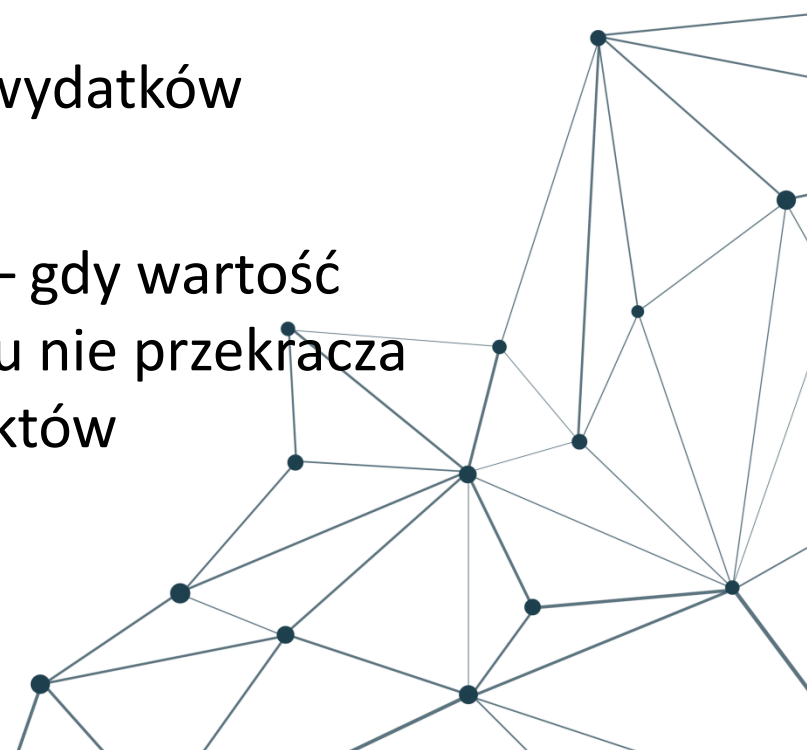 wydatków
– gdy wartość
u nie przekracza
któw